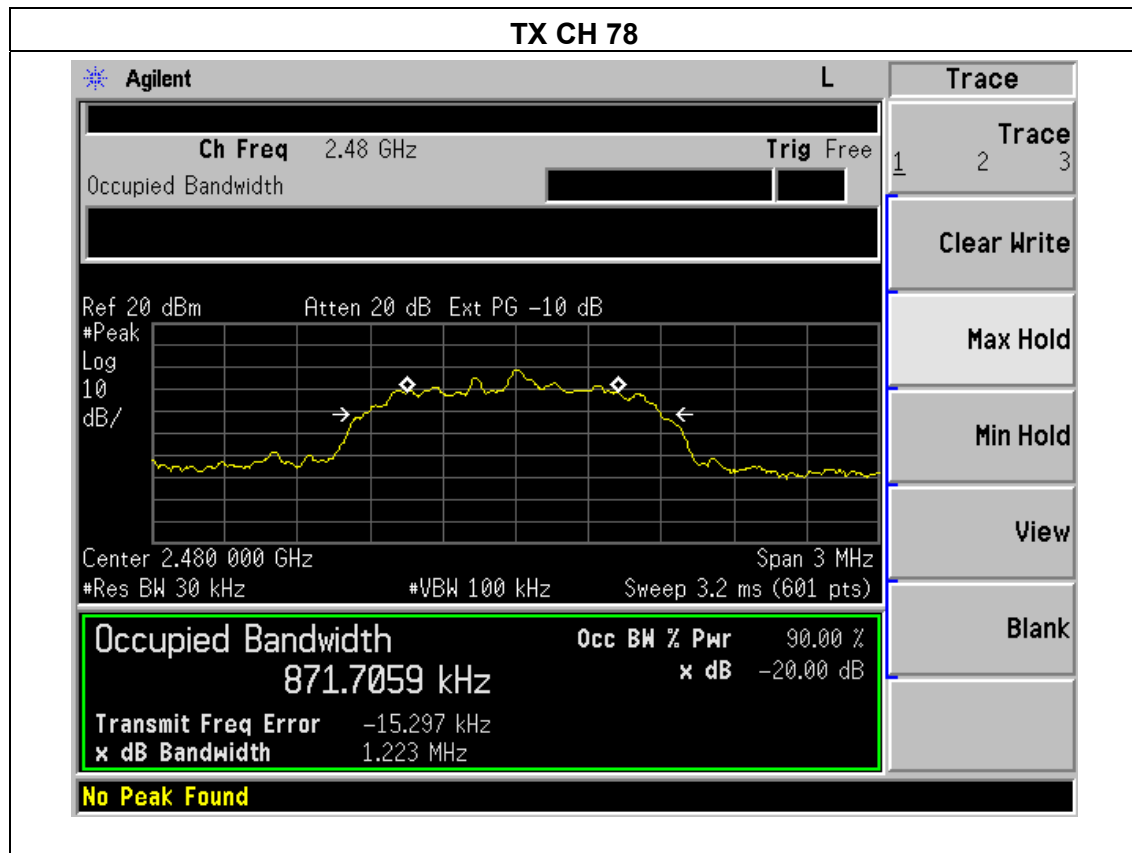 TX CH 78
Agilent L Trace
Ch Freq 2.48 GHz Trig Free
Occupied Bandwidth
Trace
1 2 3
Clear Write
Ref 20 dBm Atten 20 dB Ext PG -10 dB
#Peak
Log
10
dB/
Max Hold
Min Hold
View
Center 2.480 000 GHz Span 3 MHz
#Res BW 30 kHz #VBW 100 kHz Sweep 3.2 ms (601 pts)
Blank
Occupied Bandwidth Occ BW % Pwr 90.00 %
871.7059 kHz x dB -20.00 dB
Transmit Freq Error -15.297 kHz
x dB Bandwidth 1.223 MHz
No Peak Found